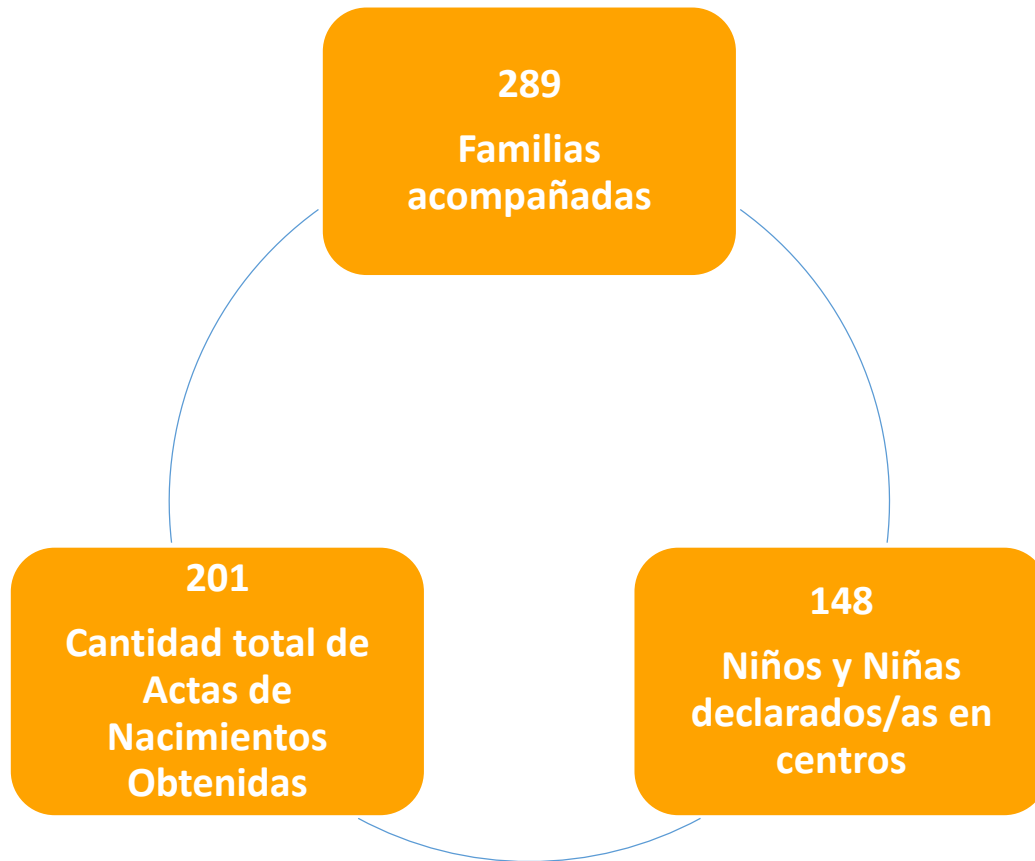 289
Familias
acompañadas
201
Cantidad total de
Actas de
Nacimientos
Obtenidas
148
Niños y Niñas
declarados/as en
centros